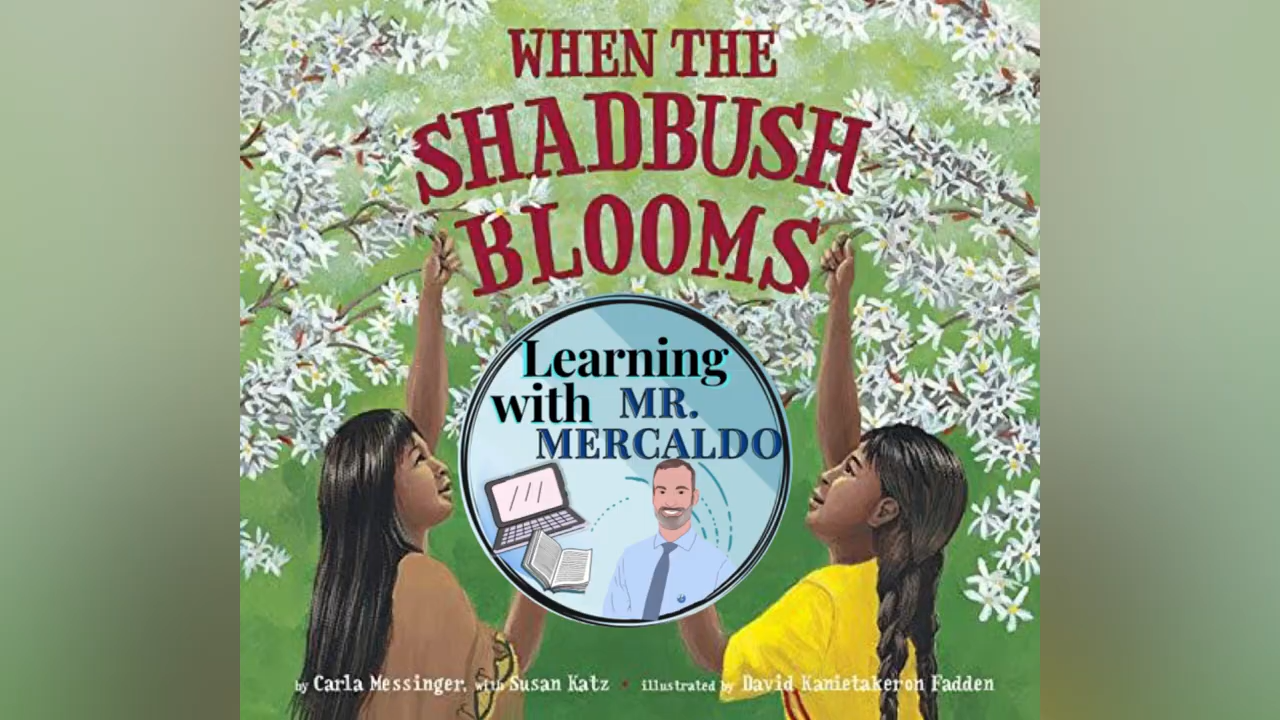 WHEN THE
SHADBUSH
BLOOMS
Learning
with MR.
MERCALDO
by Carla Messinger, with Susan Katz • illustrated by David Kanietakeron Fadden